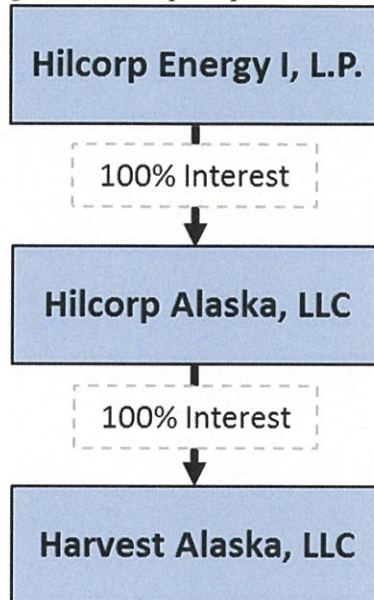 Hilcorp Energy I, L.P.
100% Interest
Hilcorp Alaska, LLC
100% Interest
Harvest Alaska, LLC